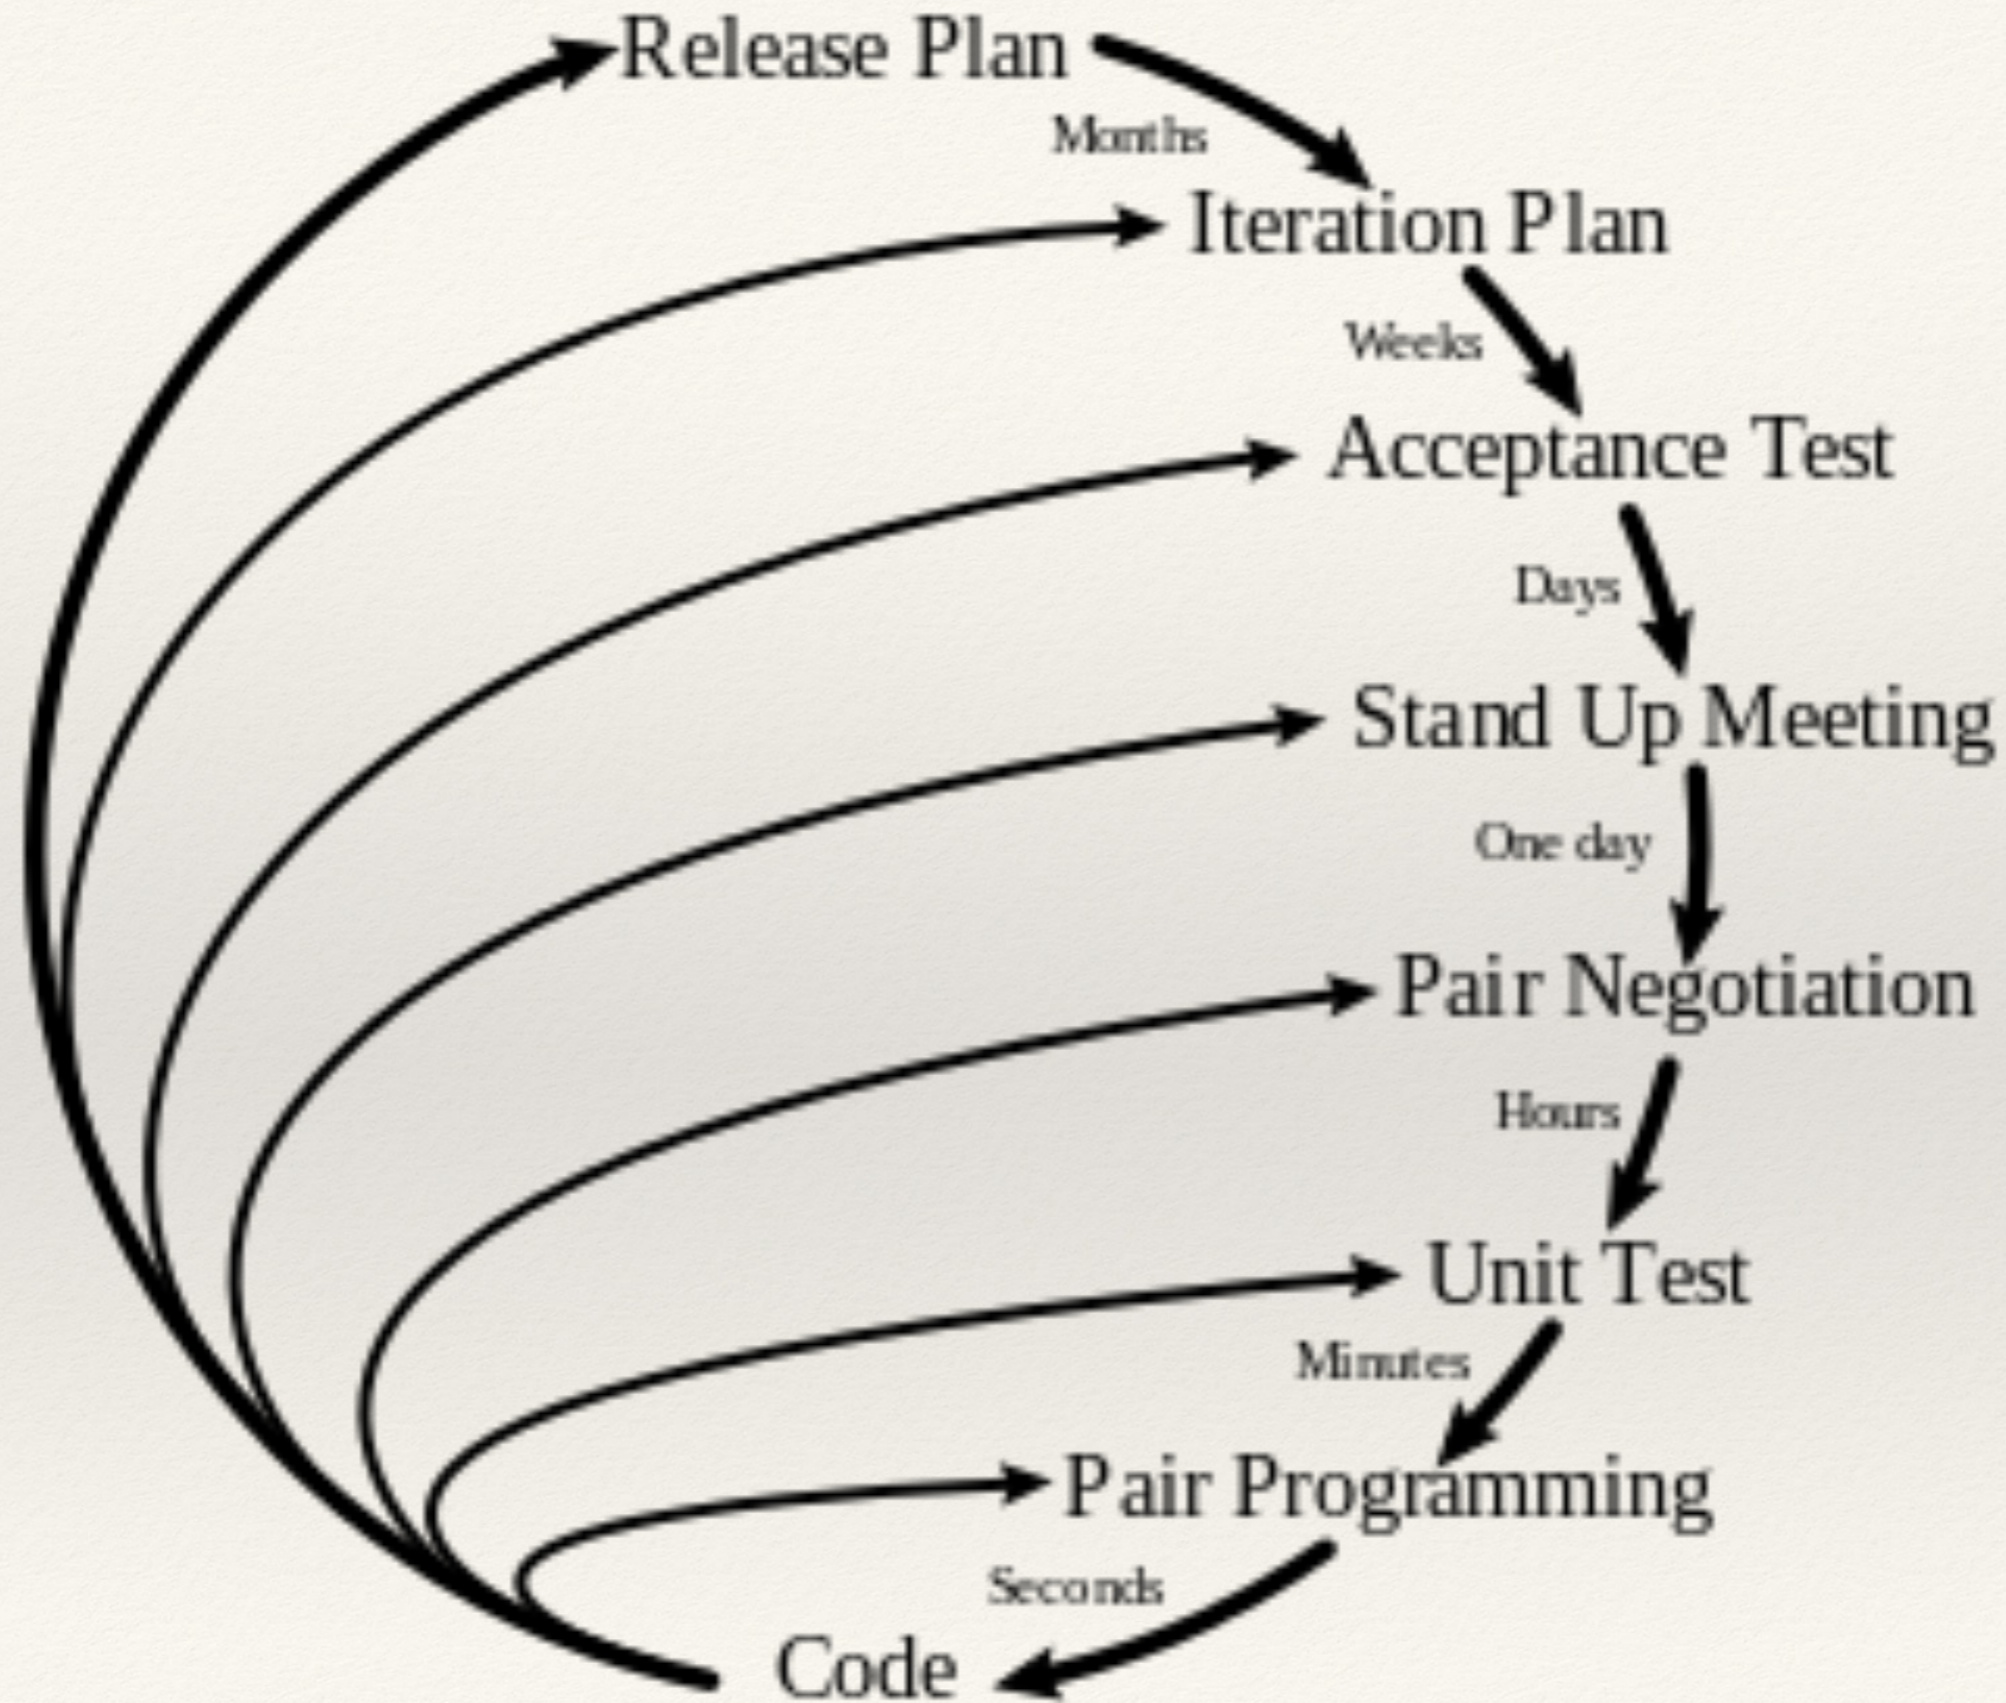 Release Plan
Months
Iteration Plan
Weeks
Acceptance Test
Days
Stand Up Meeting
One day
Pair Negotiation
Hours
Unit Test
Minutes
Pair Programming
Seconds
Code